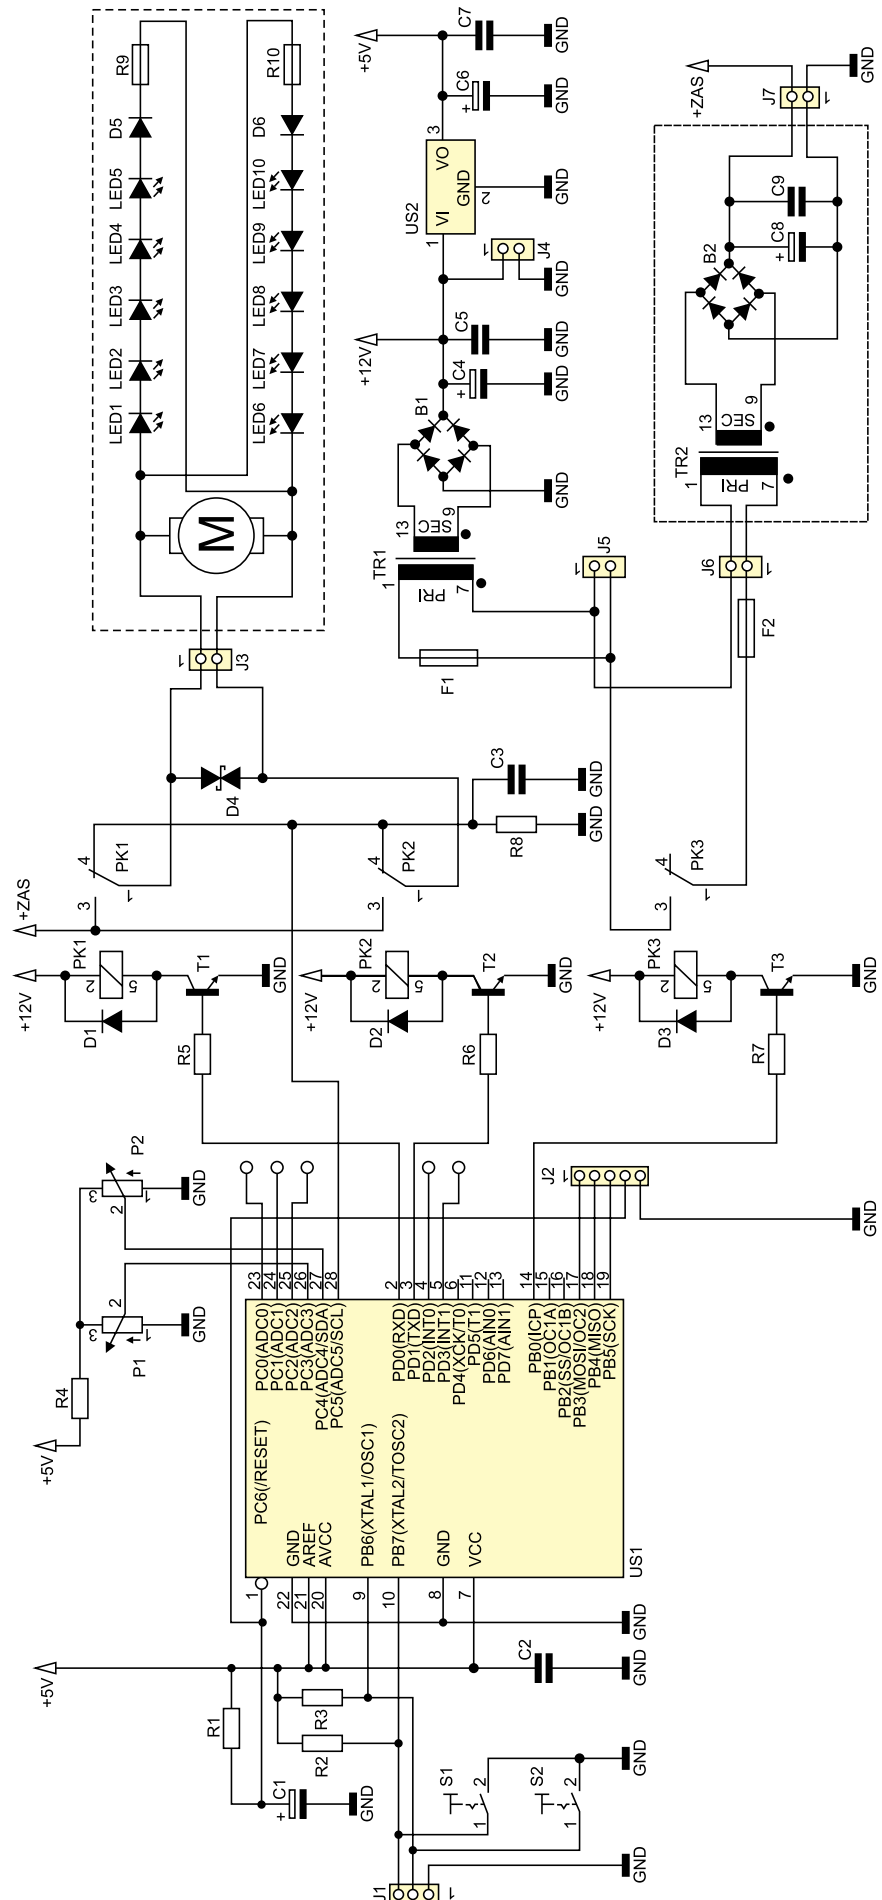 R9
D5
LED5
LED4
LED3
LED2
LED1
R10
D6
LED10
LED9
LED8
LED7
LED6
M
J3
1
+5V
C7
GND
C6
+
GND
3
VO
GND
VI
2
US2
1
GND
1
J4
GND
+12V
C5
GND
C4
+
GND
B1
GND
13
SEC
9
TR1
1
PRI
7
F1
1
J5
+ZAS
J7
1
GND
C9
C8
+
B2
13
SEC
9
TR2
1
PRI
7
J6
1
F2
D4
C3
GND
R8
GND
4
PK1
1
3
+ZAS
4
PK2
1
3
4
PK3
1
3
+12V
PK1
2
5
D1
T1
GND
R5
+12V
PK2
2
5
D2
T2
GND
R6
+12V
PK3
2
5
D3
T3
GND
R7
P2
3
2
1
GND
P1
3
2
1
GND
R4
+5V
J2
1
GND
23
24
25
26
27
28
2
3
4
5
6
11
12
13
14
15
16
17
18
19
PC0(ADC0)
PC1(ADC1)
PC2(ADC2)
PC3(ADC3)
PC4(ADC4/SDA)
PC5(ADC5/SCL)
PD0(RXD)
PD1(TXD)
PD2(INT0)
PD3(INT1)
PD4(XCK/T0)
PD5(T1)
PD6(AIN0)
PD7(AIN1)
PB0(ICP)
PB1(OC1A)
PB2(SS/OC1B)
PB3(MOSI/OC2)
PB4(MISO)
PB5(SCK)
PC6(/RESET)
GND
AREF
AVCC
PB6(XTAL1/OSC1)
PB7(XTAL2/TOSC2)
GND
VCC
US1
1
22
21
20
9
10
8
7
GND
+5V
C2
GND
R1
R3
R2
C1
+
GND
S1
1
2
S2
1
2
GND
J1
1
GND